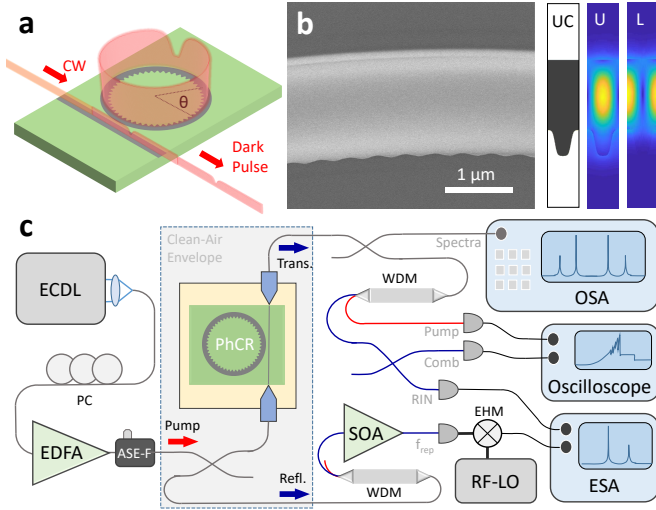 a
CW
θ
Dark
Pulse
b
1 μm
UC
U
L
c
Clean-Air
Envelope
Trans.
Spectra
OSA
ECDL
WDM
PhCR
Pump
Comb
Oscilloscope
PC
RIN
Pump
SOA
EHM
EDFA
ASE-F
f_rep
Refl.
WDM
RF-LO
ESA